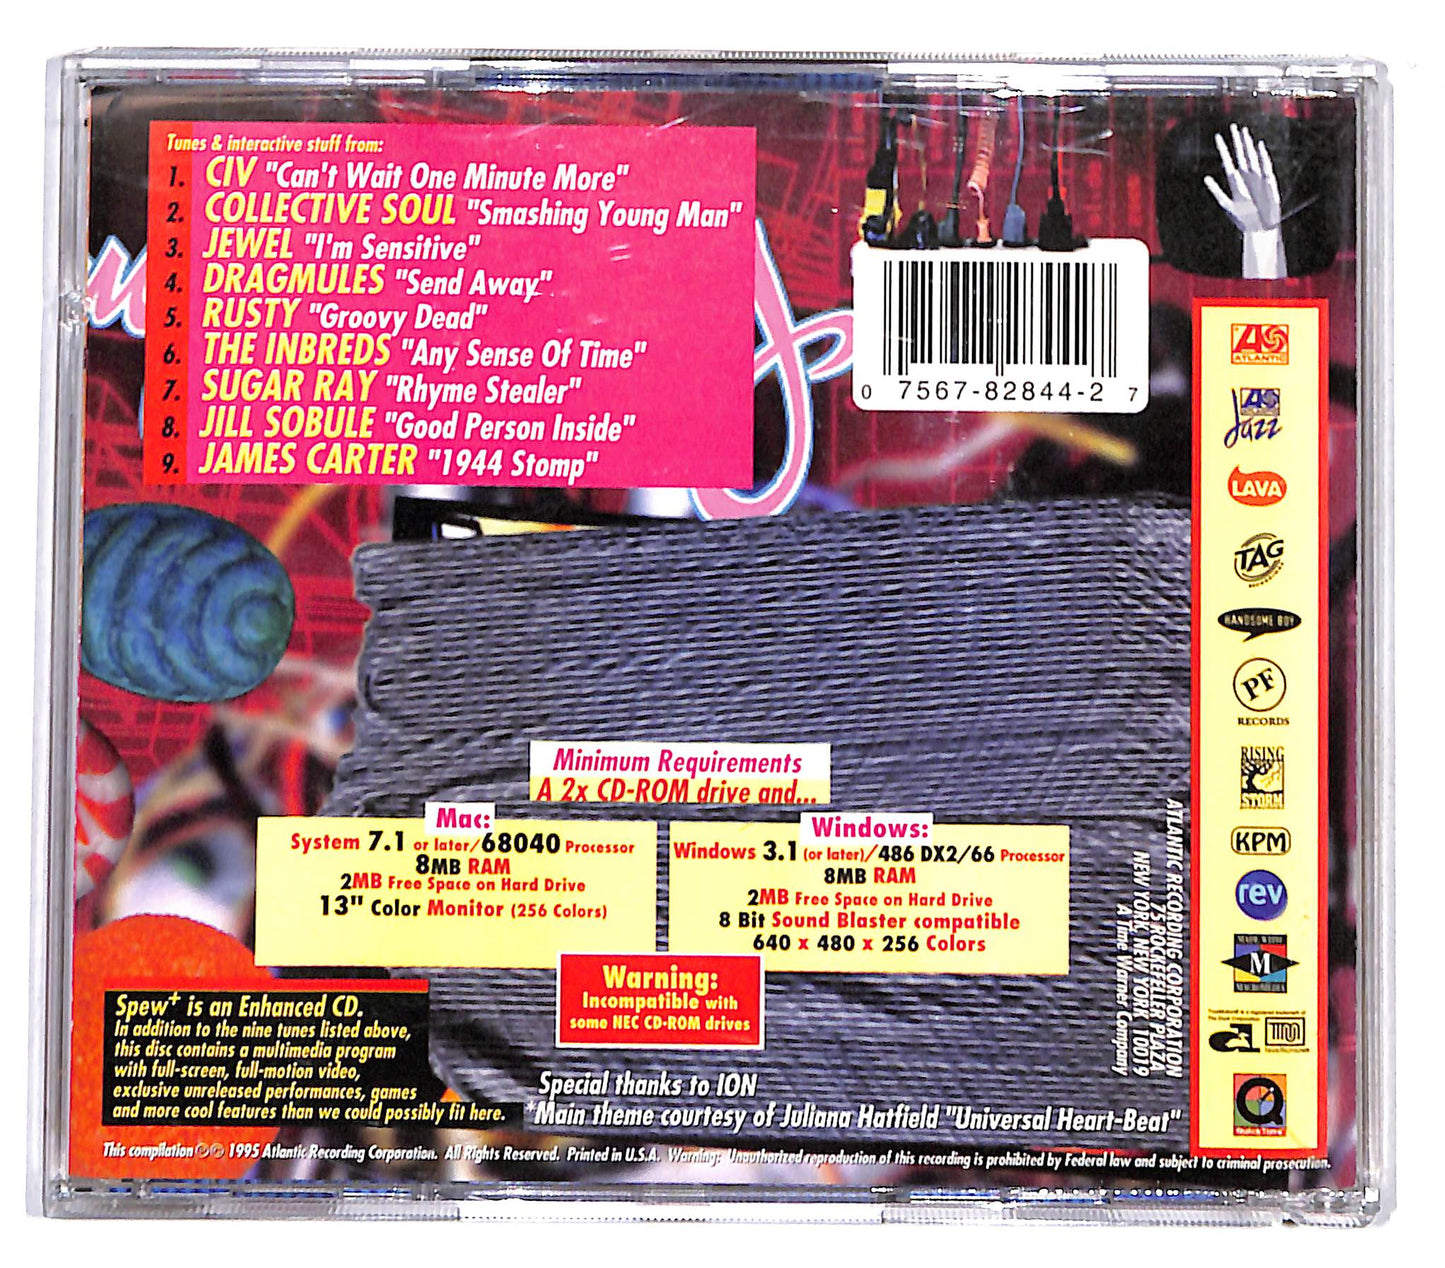 Tunes & interactive stuff from:
1. CIV "Can't Wait One Minute More"
2. COLLECTIVE SOUL "Smashing Young Man"
3. JEWEL "I'm Sensitive"
4. DRAGMULES "Send Away"
5. RUSTY "Groovy Dead"
6. THE INBREDS "Any Sense Of Time"
7. SUGAR RAY "Rhyme Stealer"
8. JILL SOBULE "Good Person Inside"
9. JAMES CARTER "1944 Stomp"
0 7567-82844-2 7
ATLANTIC
Jazz
LAVA
TAG
HANDSOME BOY
PF
RECORDS
RISING
STORM
KPM
rev
MADE WITH
M
MACROMEDIA
QuickTime
Minimum Requirements
A 2x CD-ROM drive and...
Mac:
System 7.1 or later/68040 Processor
8MB RAM
2MB Free Space on Hard Drive
13" Color Monitor (256 Colors)
Windows:
Windows 3.1 (or later)/486 DX2/66 Processor
8MB RAM
2MB Free Space on Hard Drive
8 Bit Sound Blaster compatible
640 x 480 x 256 Colors
Warning:
Incompatible with
some NEC CD-ROM drives
ATLANTIC RECORDING CORPORATION
75 ROCKEFELLER PLAZA
NEW YORK, NEW YORK 10019
A Time Warner Company
Spew+ is an Enhanced CD.
In addition to the nine tunes listed above,
this disc contains a multimedia program
with full-screen, full-motion video,
exclusive unreleased performances, games
and more cool features than we could possibly fit here.
Special thanks to ION
*Main theme courtesy of Juliana Hatfield "Universal Heart-Beat"
This compilation ℗© 1995 Atlantic Recording Corporation. All Rights Reserved. Printed in U.S.A. Warning: Unauthorized reproduction of this recording is prohibited by Federal law and subject to criminal prosecution.